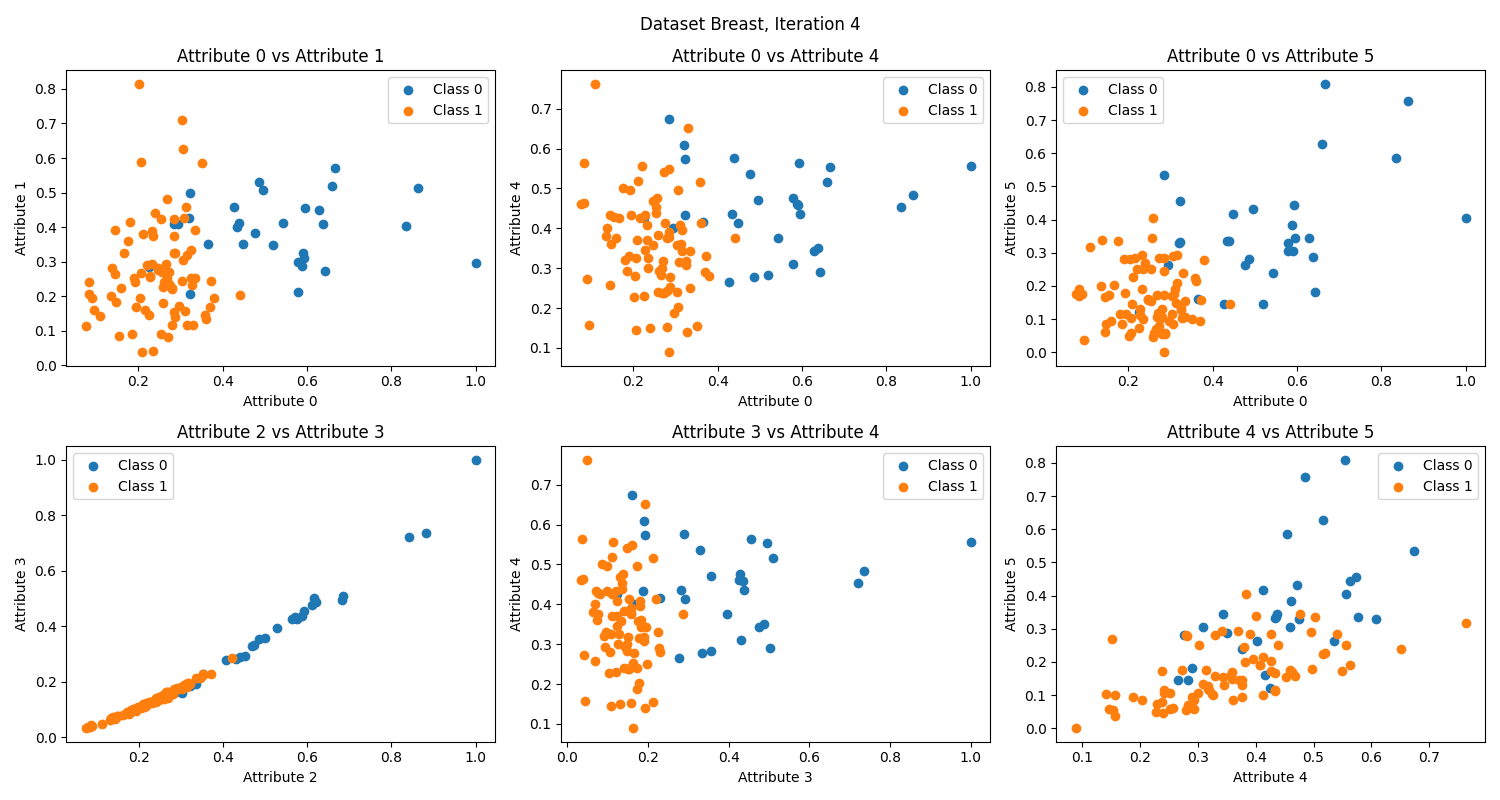 Dataset Breast, Iteration 4
Attribute 0 vs Attribute 1
Class 0
Class 1
Attribute 1
0.8
0.7
0.6
0.5
0.4
0.3
0.2
0.1
0.0
0.2 0.4 0.6 0.8 1.0
Attribute 0
Attribute 0 vs Attribute 4
Class 0
Class 1
Attribute 4
0.7
0.6
0.5
0.4
0.3
0.2
0.1
0.2 0.4 0.6 0.8 1.0
Attribute 0
Attribute 0 vs Attribute 5
Class 0
Class 1
Attribute 5
0.8
0.7
0.6
0.5
0.4
0.3
0.2
0.1
0.0
0.2 0.4 0.6 0.8 1.0
Attribute 0
Attribute 2 vs Attribute 3
Class 0
Class 1
Attribute 3
1.0
0.8
0.6
0.4
0.2
0.0
0.2 0.4 0.6 0.8 1.0
Attribute 2
Attribute 3 vs Attribute 4
Class 0
Class 1
Attribute 4
0.7
0.6
0.5
0.4
0.3
0.2
0.1
0.0 0.2 0.4 0.6 0.8 1.0
Attribute 3
Attribute 4 vs Attribute 5
Class 0
Class 1
Attribute 5
0.8
0.7
0.6
0.5
0.4
0.3
0.2
0.1
0.0
0.1 0.2 0.3 0.4 0.5 0.6 0.7
Attribute 4